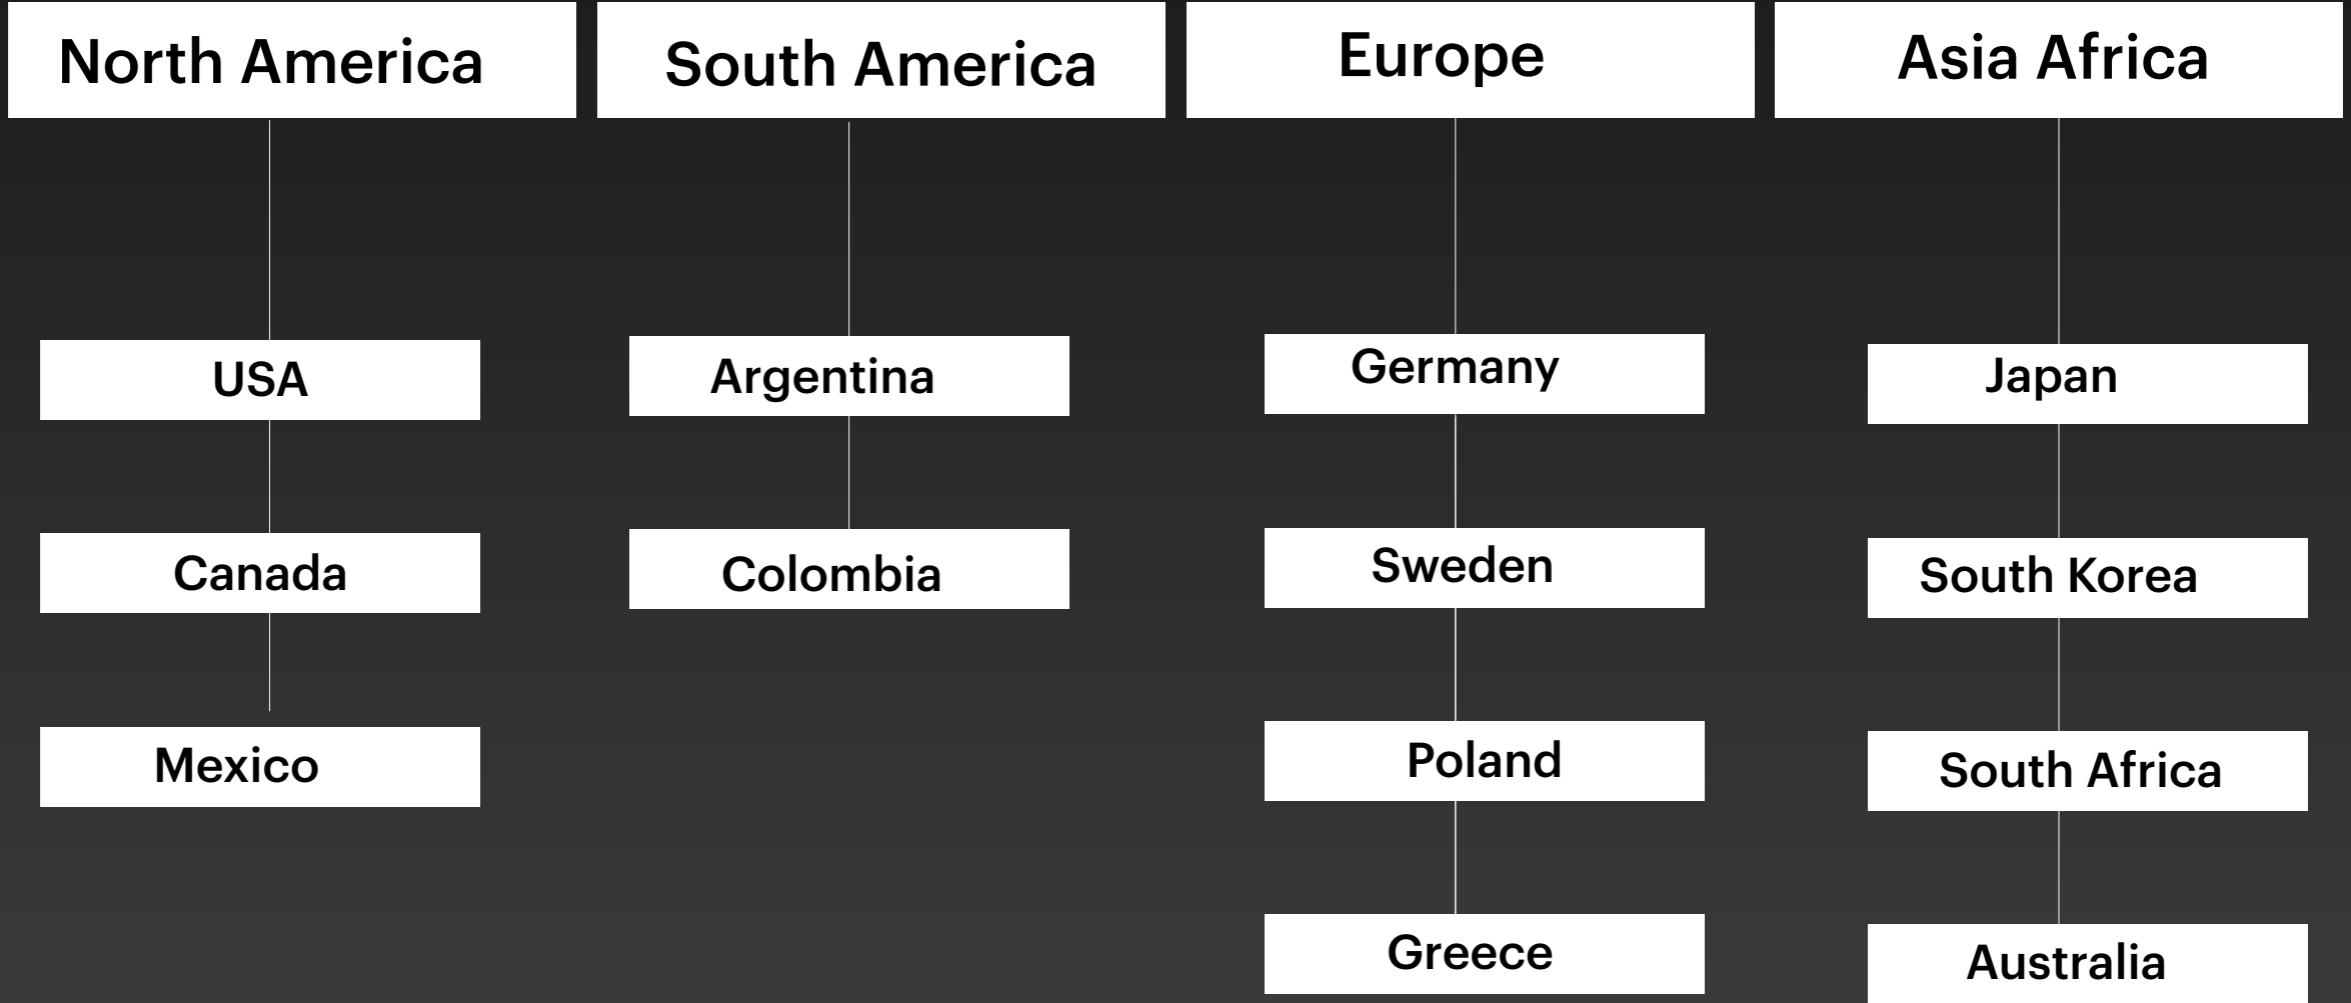 North America
South America
Europe
Asia Africa
USA
Argentina
Germany
Japan
Canada
Colombia
Sweden
South Korea
Mexico
Poland
South Africa
Greece
Australia